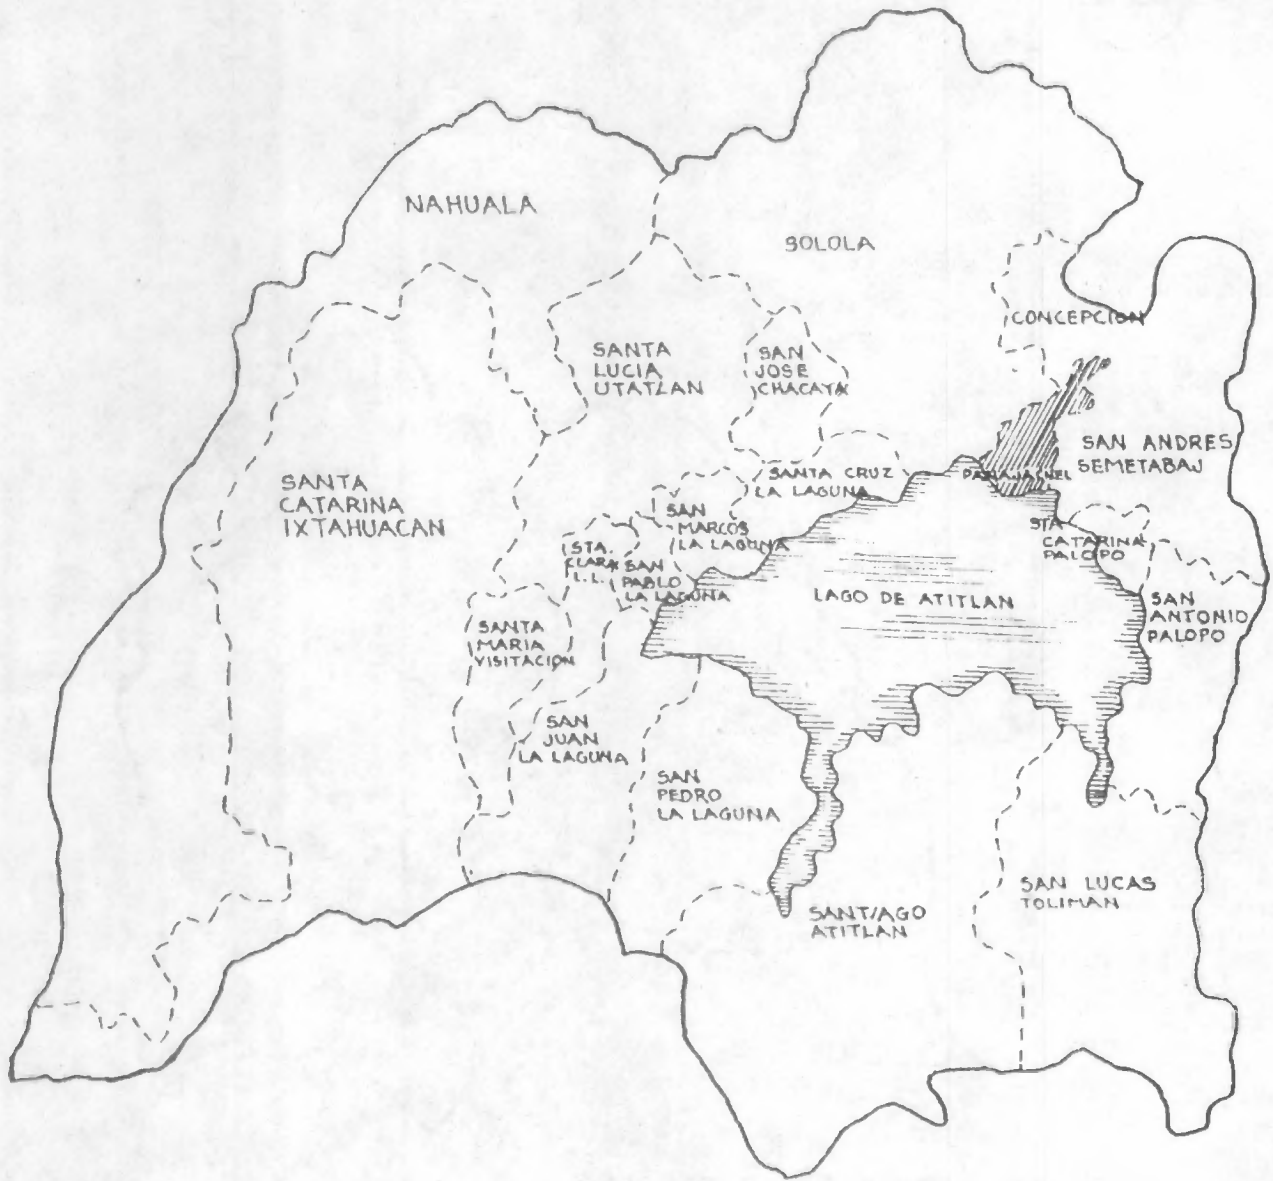 NAHUALA
SOLOLA
CONCEPCION
SANTA
LUCIA
UTATLAN
SAN
JOSE
CHACAYA
SAN ANDRES
SEMETABAJ
SANTA
CATARINA
IXTAHUACAN
SANTA CRUZ
LA LAGUNA
PANAJACHEL
SAN
MARCOS
LA LAGUNA
STA.
CLARA
L.L.
SAN
PABLO
LA LAGUNA
STA
CATARINA
PALOPO
LAGO DE ATITLAN
SAN
ANTONIO
PALOPO
SANTA
MARIA
VISITACION
SAN
JUAN
LA LAGUNA
SAN
PEDRO
LA LAGUNA
SANTIAGO
ATITLAN
SAN LUCAS
TOLIMAN